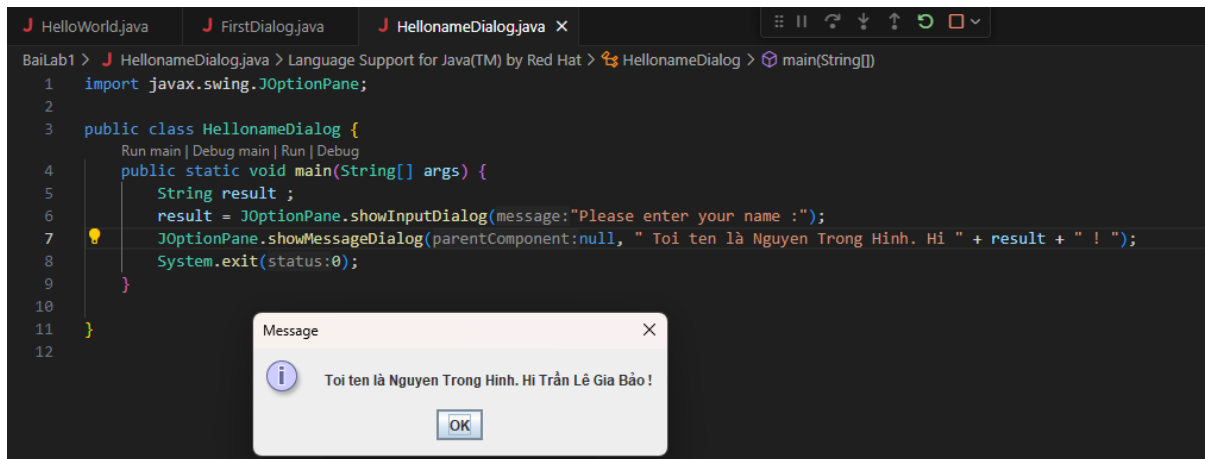 J HelloWorld.java J FirstDialog.java J HellonameDialog.java ×
BaiLab1 > J HellonameDialog.java > Language Support for Java(TM) by Red Hat > HellonameDialog > main(String[])
1 import javax.swing.JOptionPane;
2
3 public class HellonameDialog {
Run main | Debug main | Run | Debug
4 public static void main(String[] args) {
5 String result ;
6 result = JOptionPane.showInputDialog(message:"Please enter your name :");
7 JOptionPane.showMessageDialog(parentComponent:null, " Toi ten là Nguyen Trong Hinh. Hi " + result + " ! ");
8 System.exit(status:0);
9 }
10
11 }
12
Message
Toi ten là Nguyen Trong Hinh. Hi Trần Lê Gia Bảo !
OK